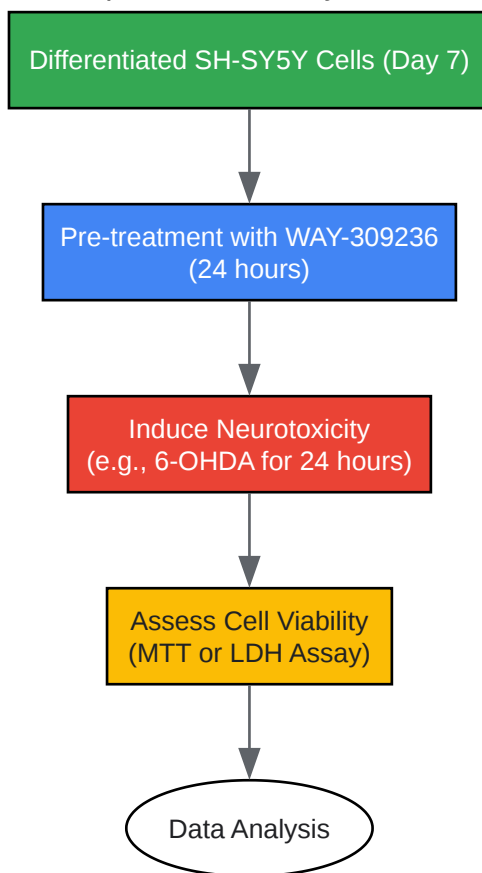 Differentiated SH-SY5Y Cells (Day 7)
Pre-treatment with WAY-309236
(24 hours)
Induce Neurotoxicity
(e.g., 6-OHDA for 24 hours)
Assess Cell Viability
(MTT or LDH Assay)
Data Analysis